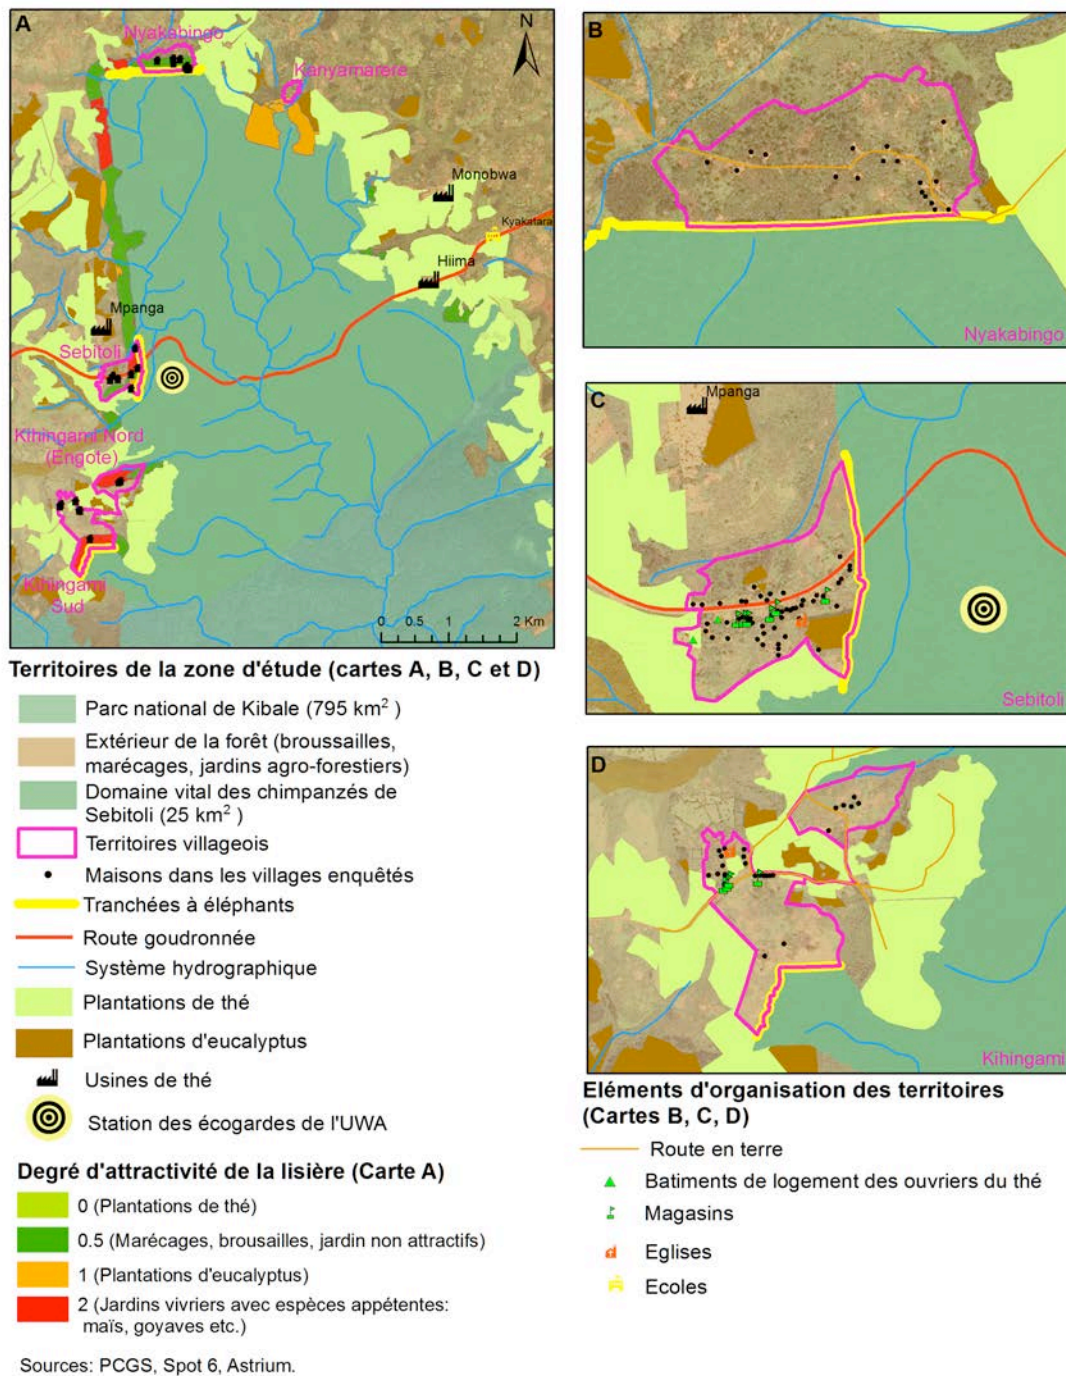 A
N
Nyakabingo
Kanyamarere
Monobwa
Kyakatara
Hiima
Mpanga
Sebitoli
Kihingami Nord
(Engote)
Kihingami
Sud
0 0.5 1 2 Km
B
Nyakabingo
C
Mpanga
Sebitoli
D
Kihingami
Territoires de la zone d'étude (cartes A, B, C et D)
Parc national de Kibale (795 km² )
Extérieur de la forêt (broussailles,
marécages, jardins agro-forestiers)
Domaine vital des chimpanzés de
Sebitoli (25 km² )
Territoires villageois
Maisons dans les villages enquêtés
Tranchées à éléphants
Route goudronnée
Système hydrographique
Plantations de thé
Plantations d'eucalyptus
Usines de thé
Station des écogardes de l'UWA
Degré d'attractivité de la lisière (Carte A)
0 (Plantations de thé)
0.5 (Marécages, brousailles, jardin non attractifs)
1 (Plantations d'eucalyptus)
2 (Jardins vivriers avec espèces appétentes:
maïs, goyaves etc.)
Sources: PCGS, Spot 6, Astrium.
Eléments d'organisation des territoires
(Cartes B, C, D)
Route en terre
Batiments de logement des ouvriers du thé
Magasins
Eglises
Ecoles